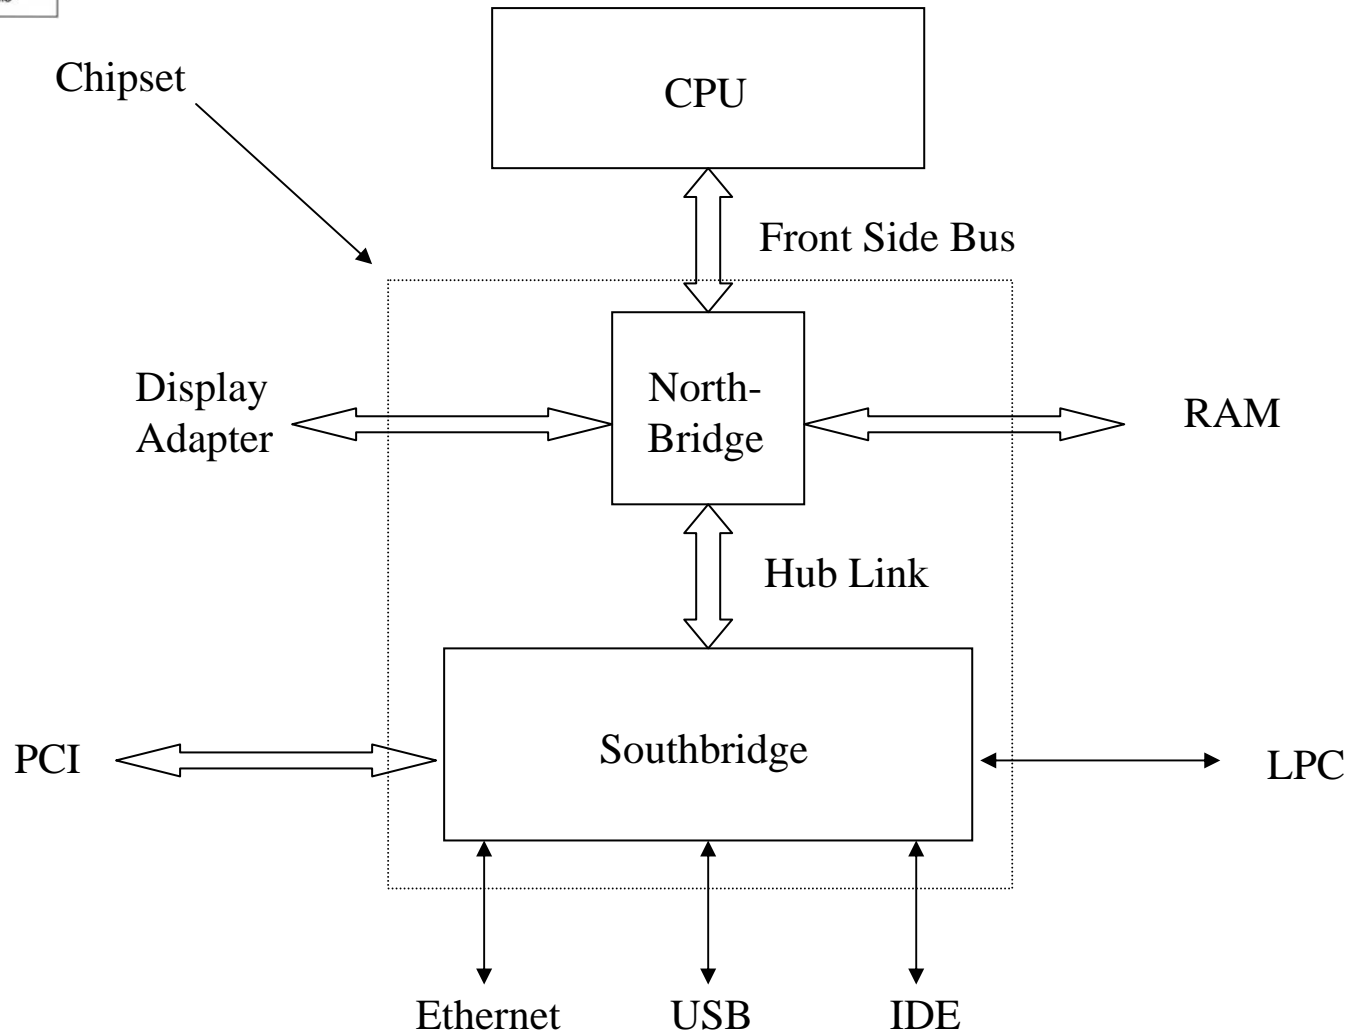 Chipset
CPU
Front Side Bus
Display
Adapter
North-
Bridge
RAM
Hub Link
PCI
Southbridge
LPC
Ethernet
USB
IDE